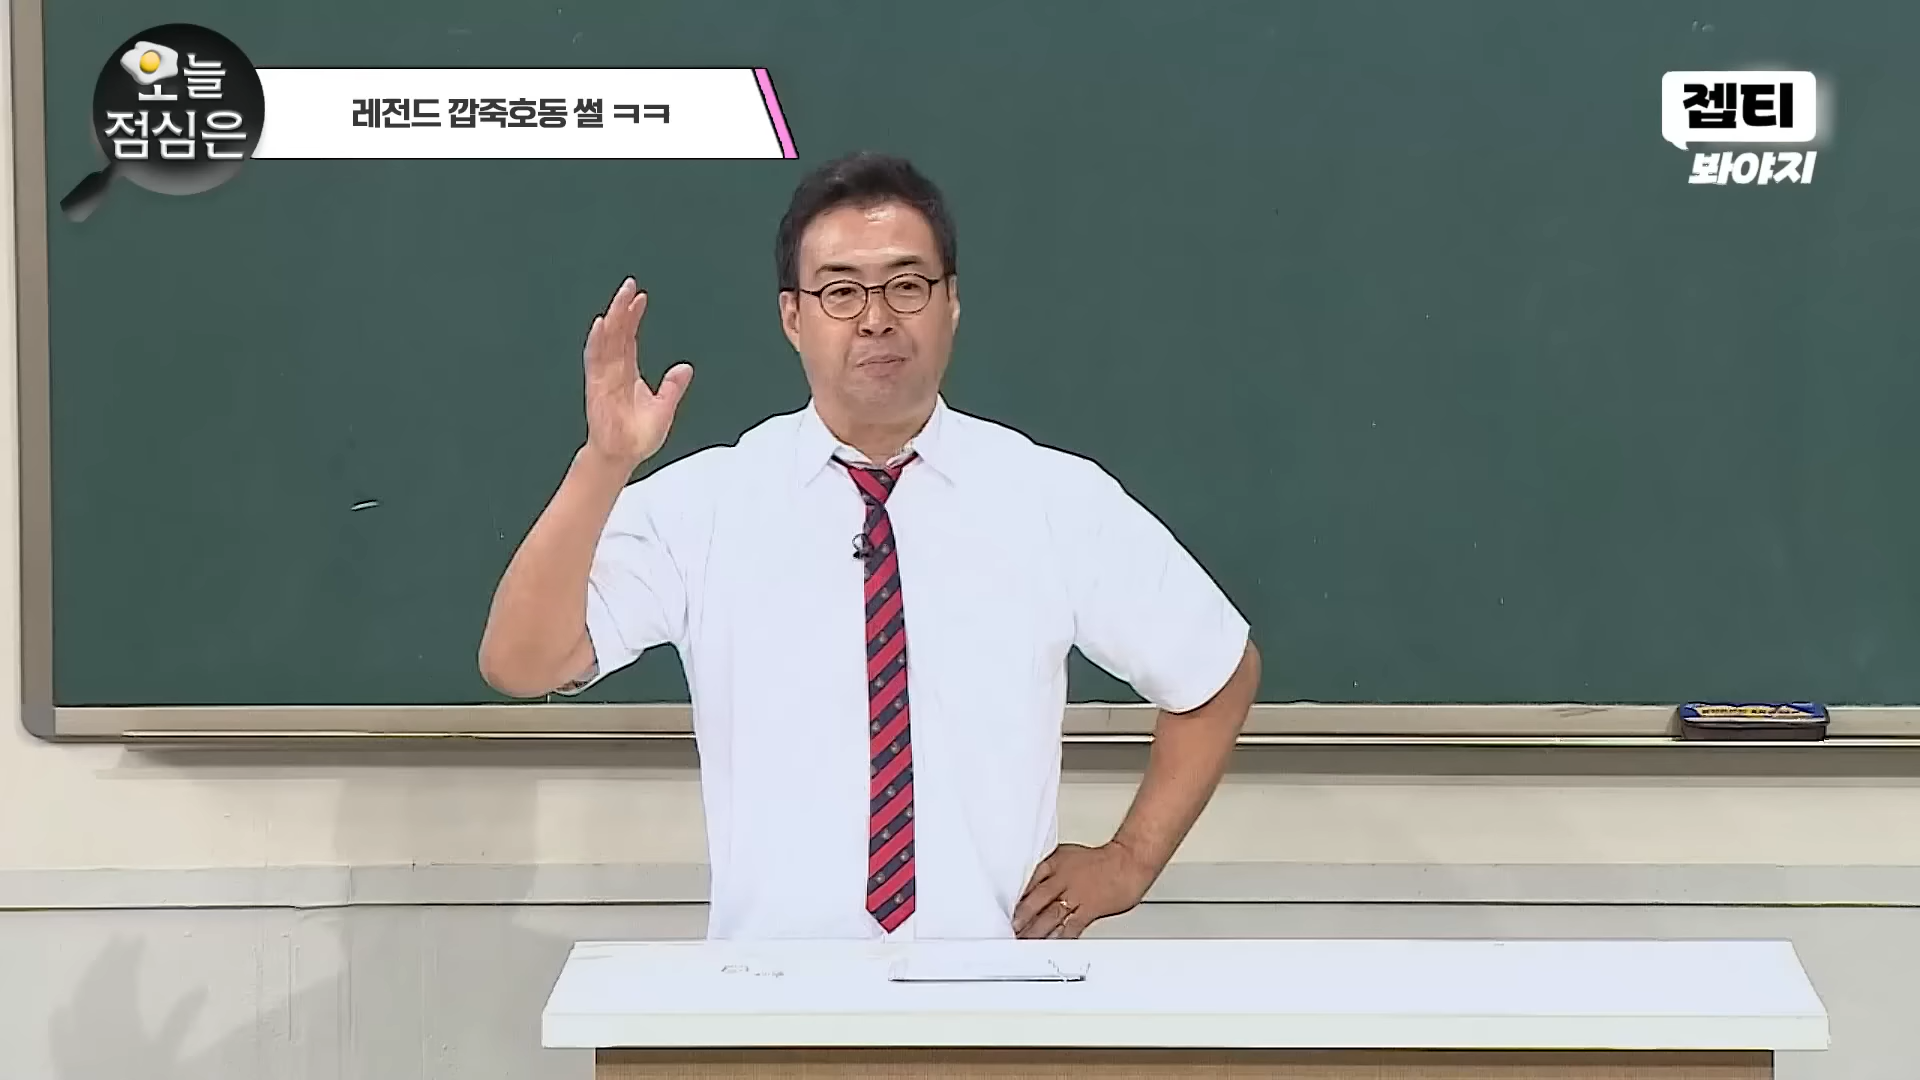 오늘
점심은
레전드 깝죽호동 썰 ㅋㅋ
젭티
봐야지